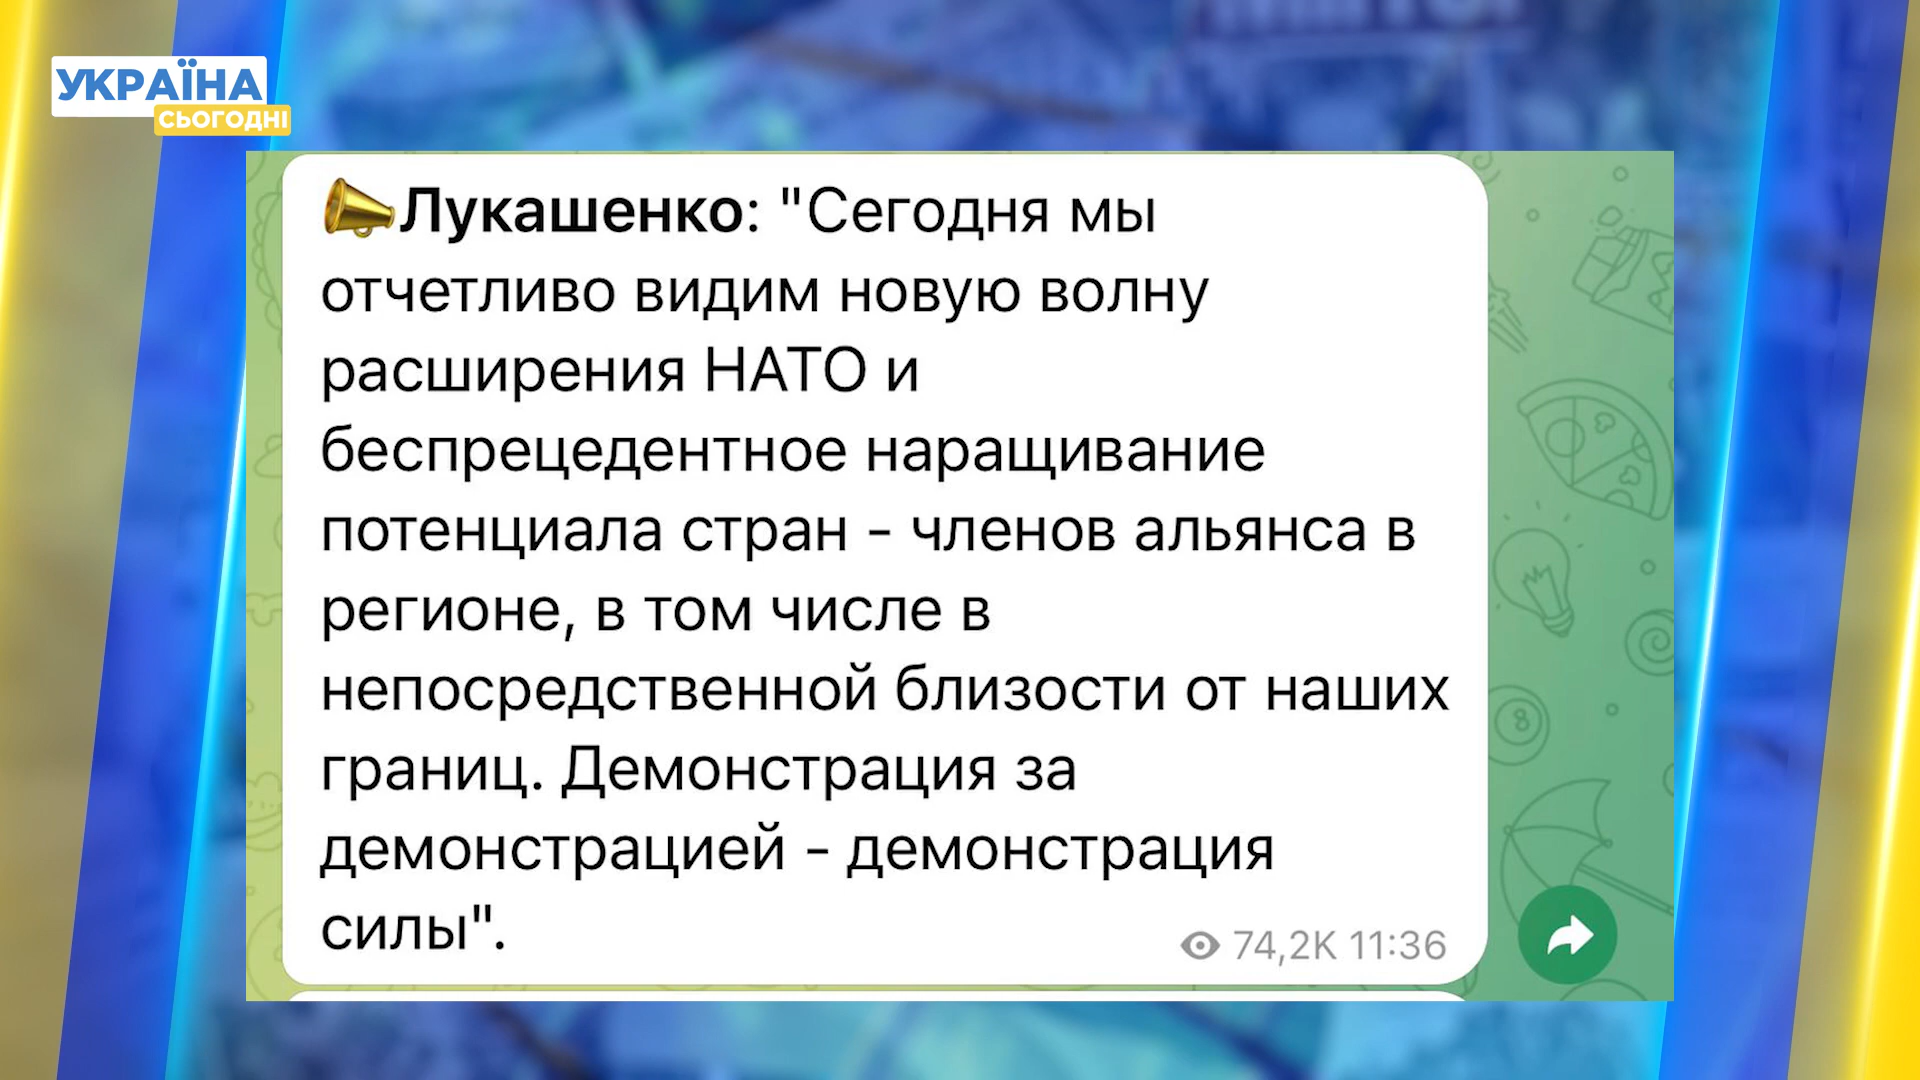 УКРАЇНА
СЬОГОДНІ
Лукашенко: "Сегодня мы
отчетливо видим новую волну
расширения НАТО и
беспрецедентное наращивание
потенциала стран - членов альянса в
регионе, в том числе в
непосредственной близости от наших
границ. Демонстрация за
демонстрацией - демонстрация
силы".
74,2K 11:36